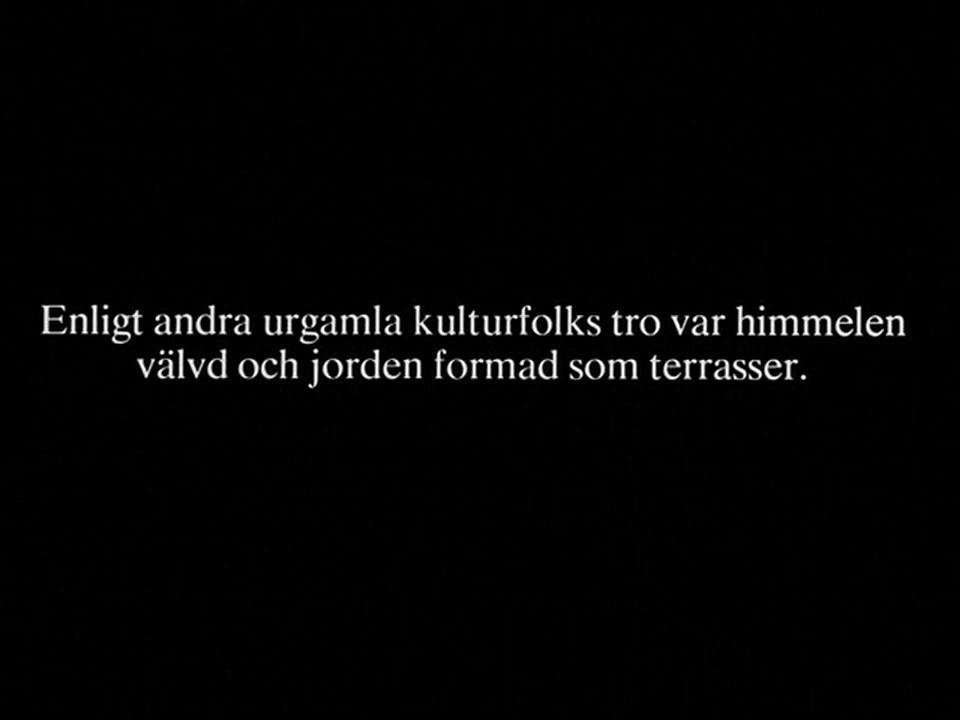 Enligt andra urgamla kulturfolks tro var himmelen
välvd och jorden formad som terrasser.